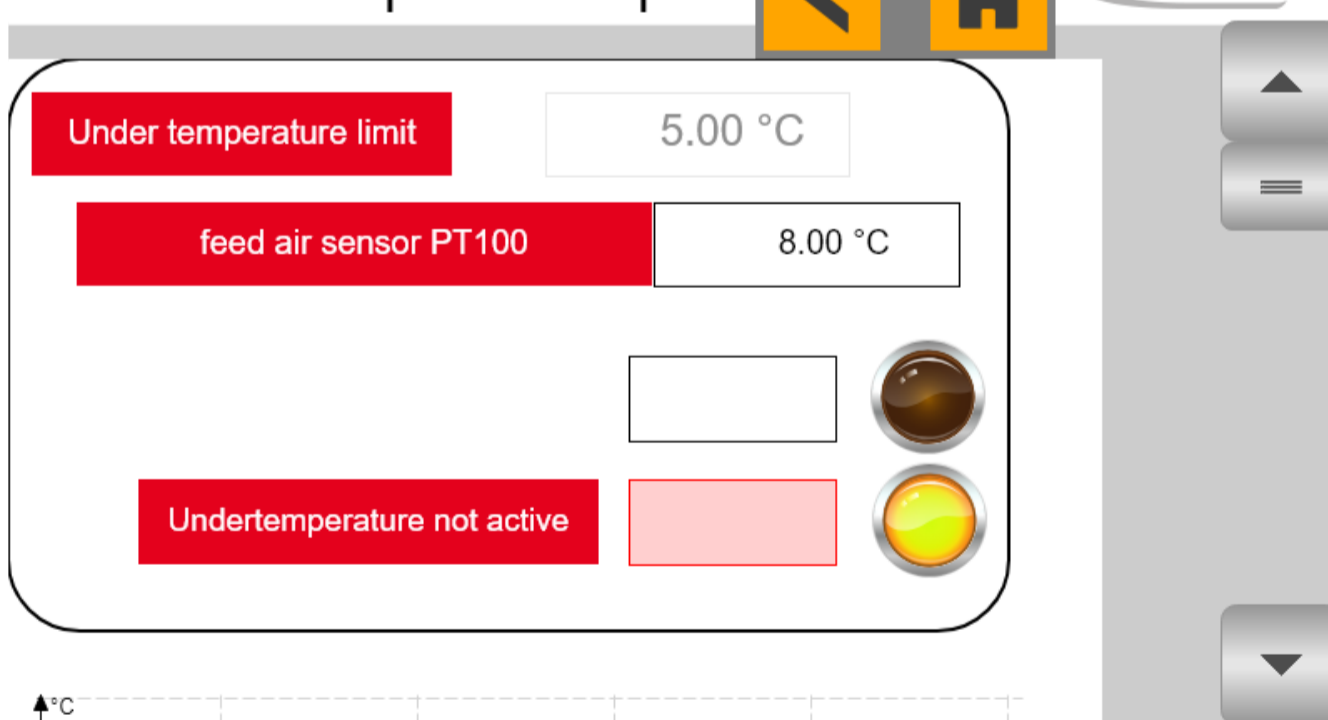 Under temperature limit
5.00 °C
feed air sensor PT100
8.00 °C
Undertemperature not active
°C